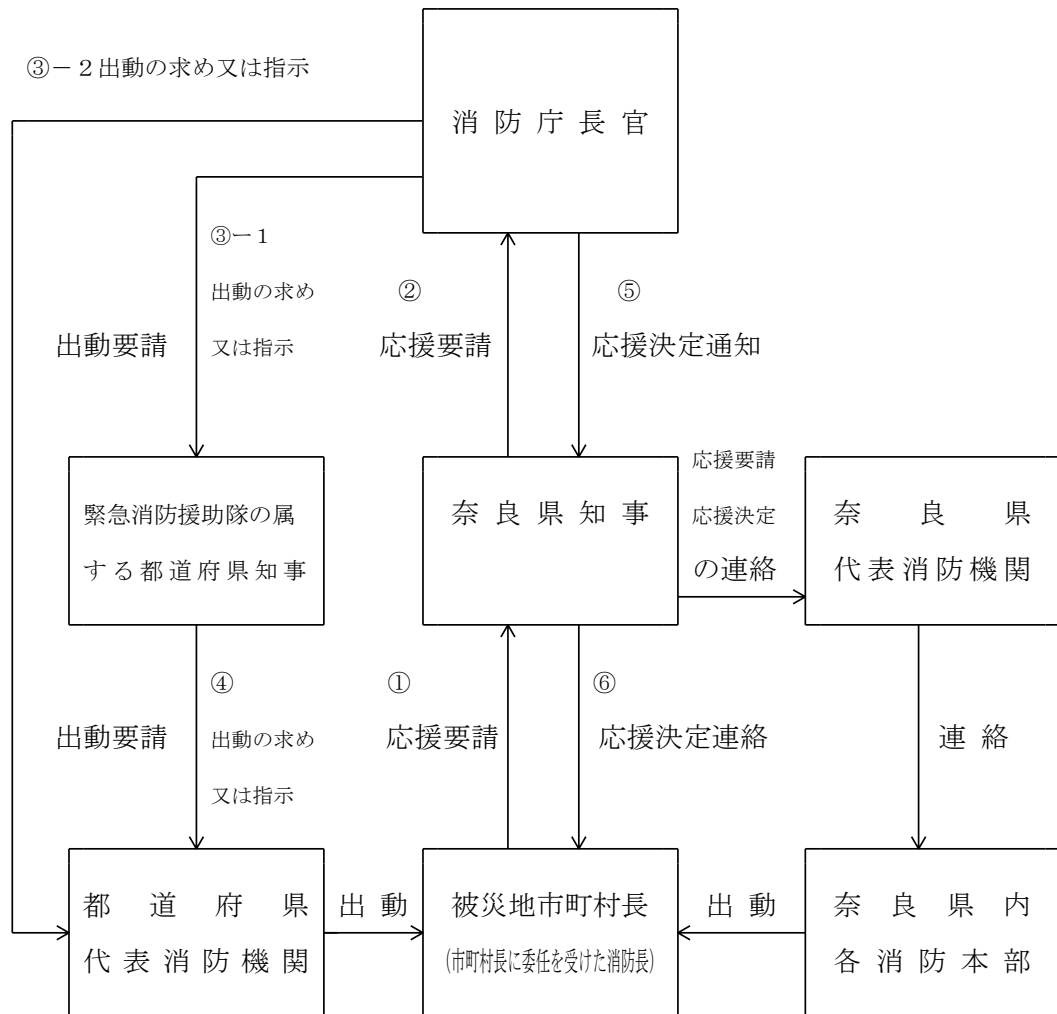 ③－２出動の求め又は指示
消防庁長官
③－１
出動の求め
又は指示
出動要請
②
応援要請
⑤
応援決定通知
緊急消防援助隊の属
する都道府県知事
奈良県知事
応援要請
応援決定
の連絡
奈良県
代表消防機関
④
出動の求め
又は指示
出動要請
①
応援要請
⑥
応援決定連絡
連絡
都道府県
代表消防機関
出動
被災地市町村長
(市町村長に委任を受けた消防長)
出動
奈良県内
各消防本部